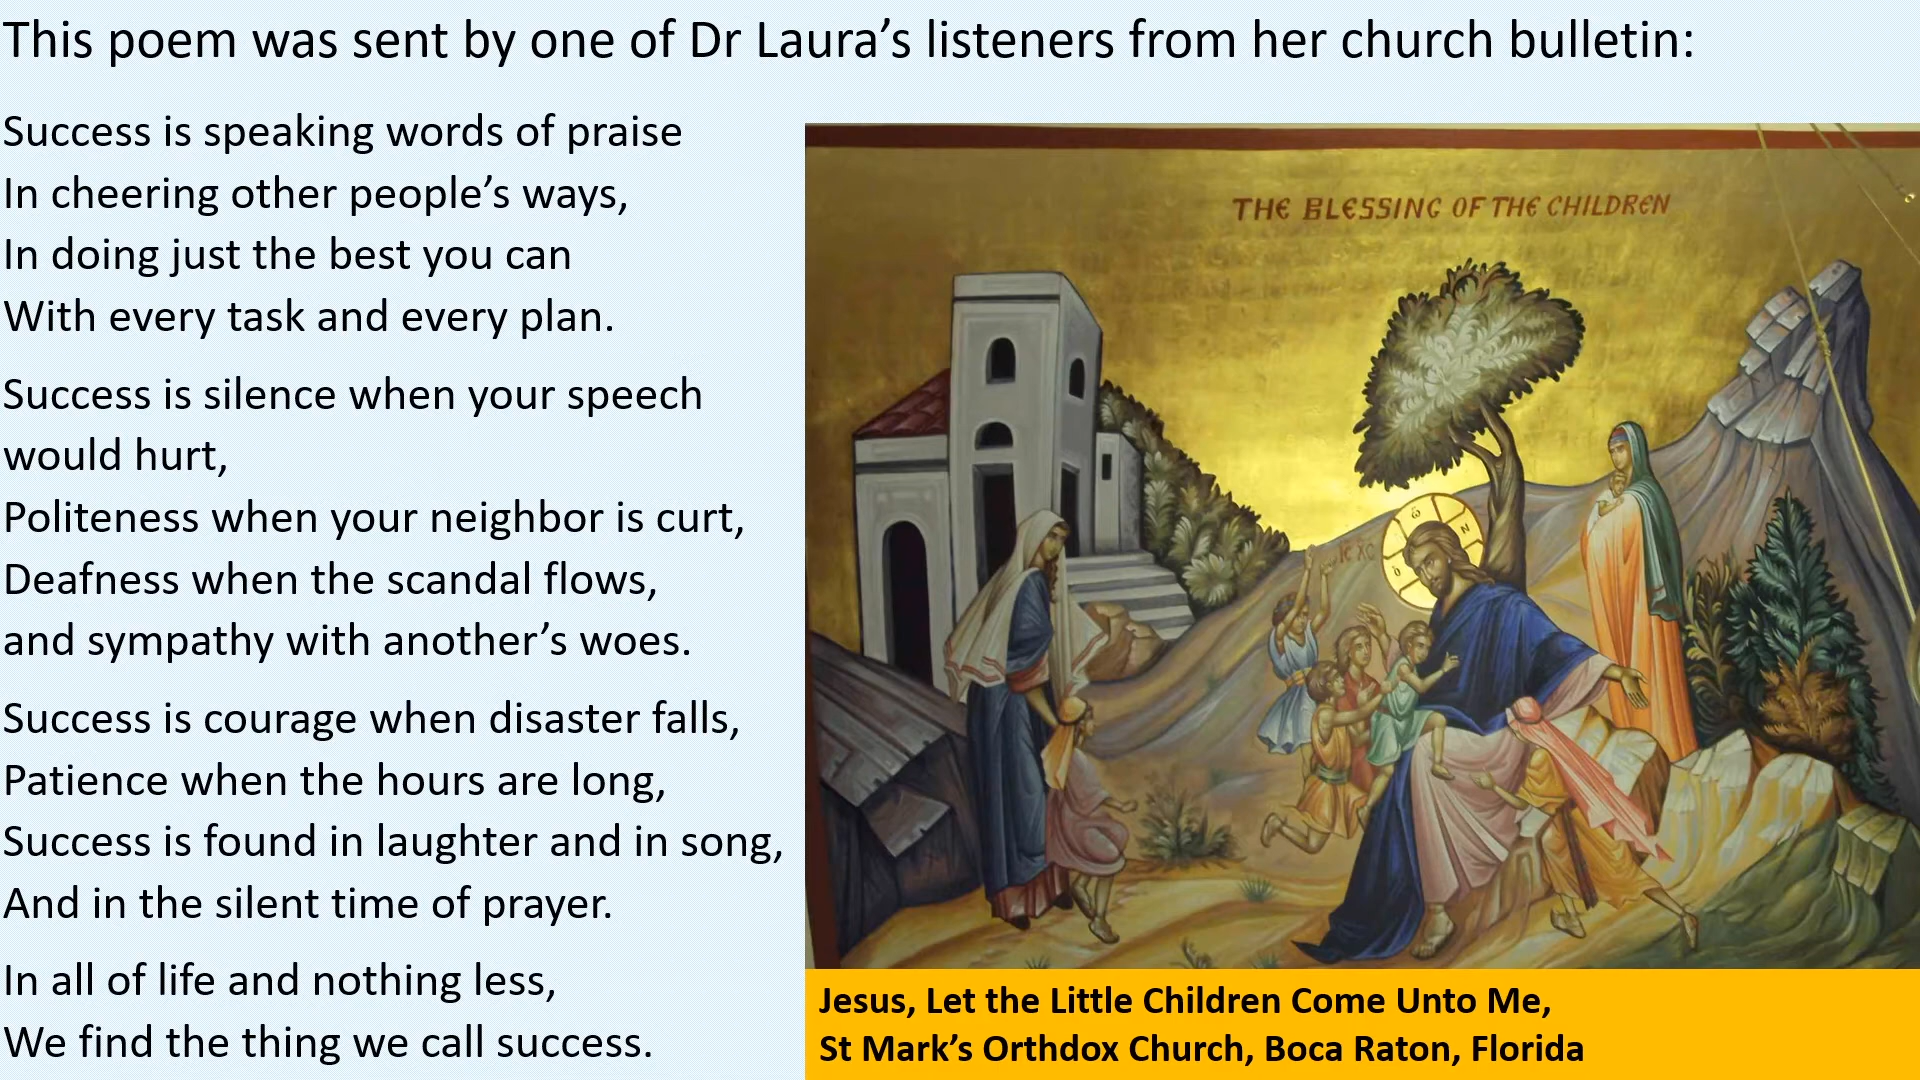 This poem was sent by one of Dr Laura’s listeners from her church bulletin:
Success is speaking words of praise
In cheering other people’s ways,
In doing just the best you can
With every task and every plan.
Success is silence when your speech
would hurt,
Politeness when your neighbor is curt,
Deafness when the scandal flows,
and sympathy with another’s woes.
Success is courage when disaster falls,
Patience when the hours are long,
Success is found in laughter and in song,
And in the silent time of prayer.
In all of life and nothing less,
We find the thing we call success.
THE BLESSING OF THE CHILDREN
IC XC
ὁ ὤ Ν
Jesus, Let the Little Children Come Unto Me,
St Mark’s Orthdox Church, Boca Raton, Florida